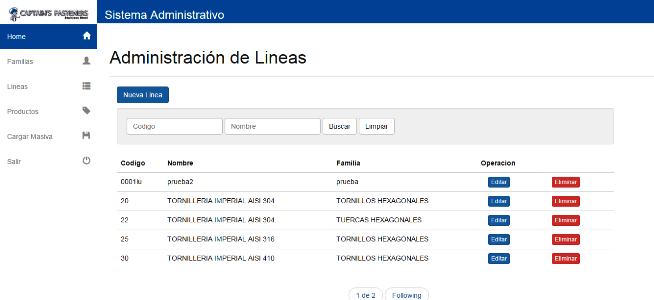 CAPTAIN'S FASTENERS
Sistema Administrativo
Home
Familias
Lineas
Productos
Cargar Masiva
Salir
Administración de Lineas
Nueva Linea
Codigo Nombre Buscar Limpiar
Codigo Nombre Familia Operacion
0001lu prueba2 prueba Editar Eliminar
20 TORNILLERIA IMPERIAL AISI 304 TORNILLOS HEXAGONALES Editar Eliminar
22 TORNILLERIA IMPERIAL AISI 304 TUERCAS HEXAGONALES Editar Eliminar
25 TORNILLERIA IMPERIAL AISI 316 TORNILLOS HEXAGONALES Editar Eliminar
30 TORNILLERIA IMPERIAL AISI 410 TORNILLOS HEXAGONALES Editar Eliminar
1 de 2 Following